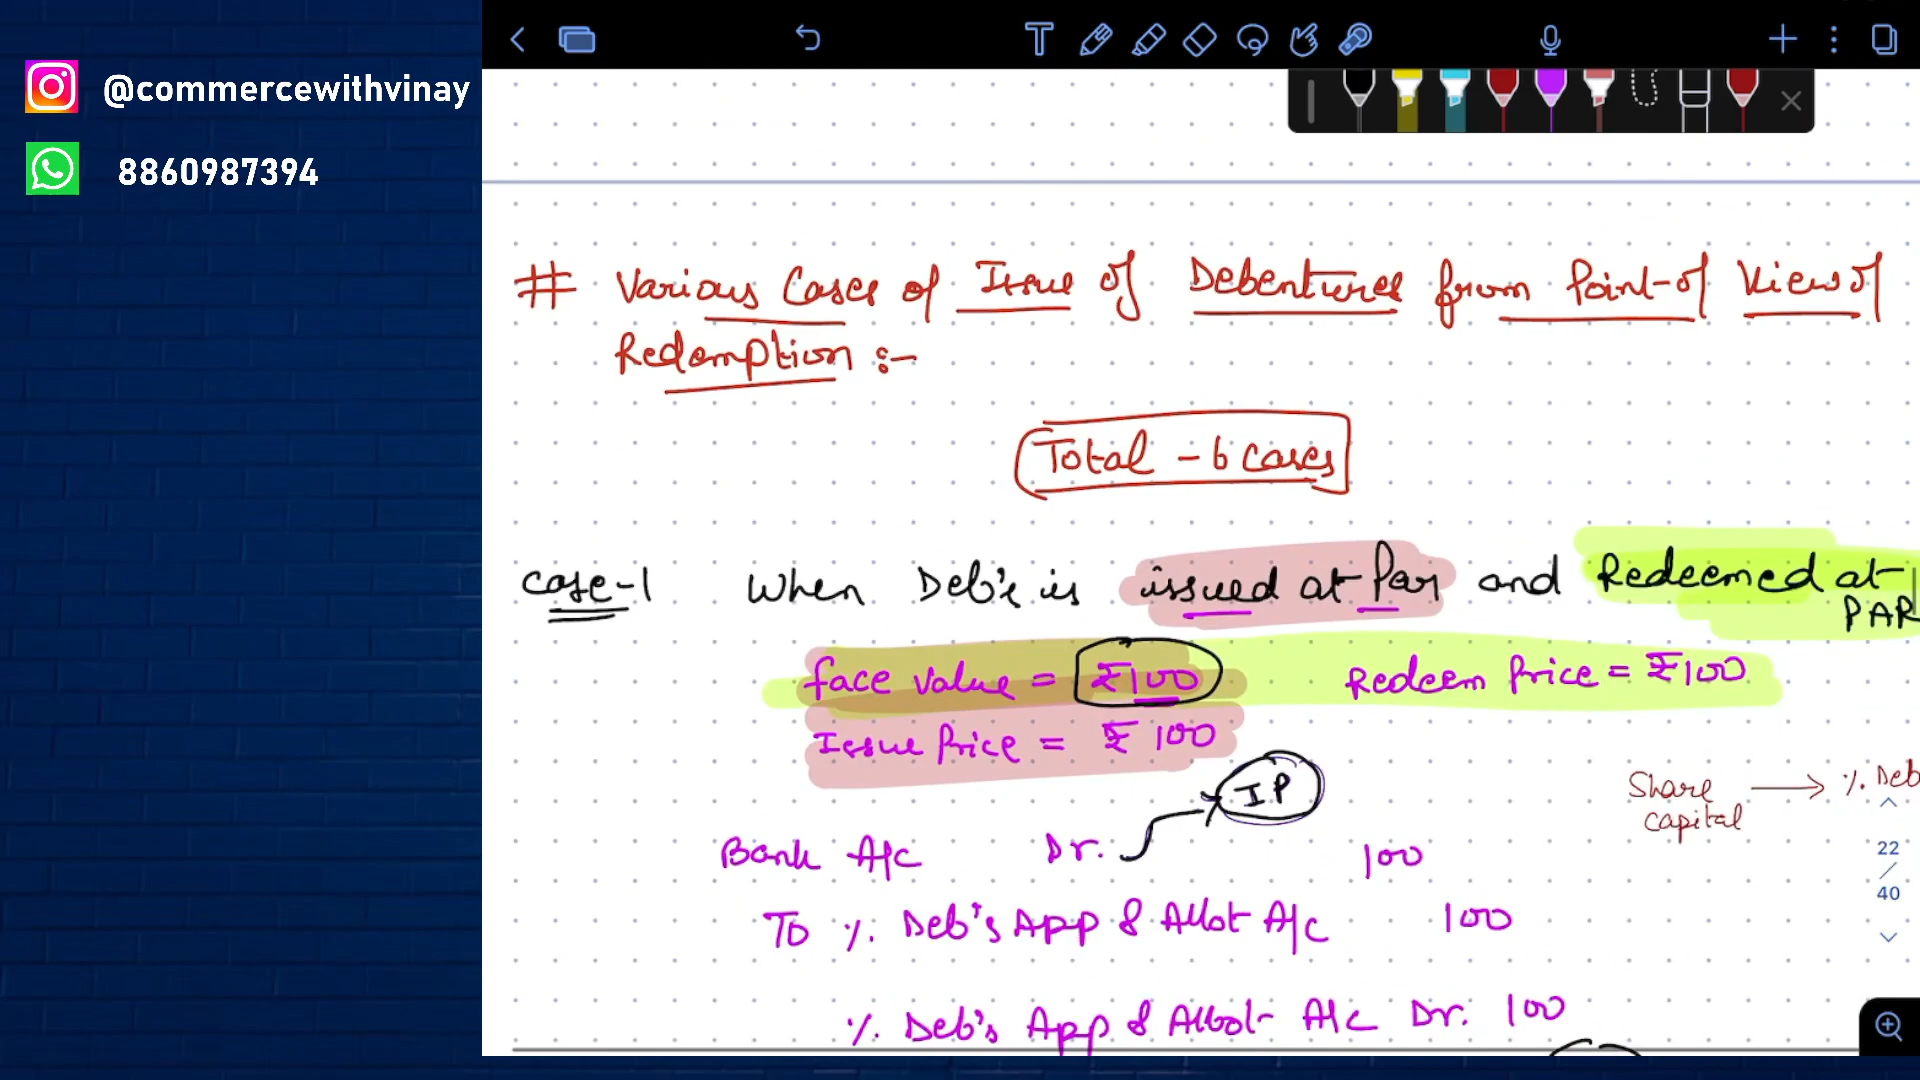 @commercewithvinay
8860987394
# Various Cases of Issue of Debentures from Point-of View of
Redemption :-
Total - 6 cases
Case-1 When Deb's is issued at Par and Redeemed at
PAR
face value = ₹100 Redeem Price = ₹100
Issue Price = ₹ 100
IP
Share → %. Deb
Capital
Bank A/c Dr. 100
To %. Deb's App & Allot A/c 100
%. Deb's App & Allot A/c Dr. 100
22
/
40